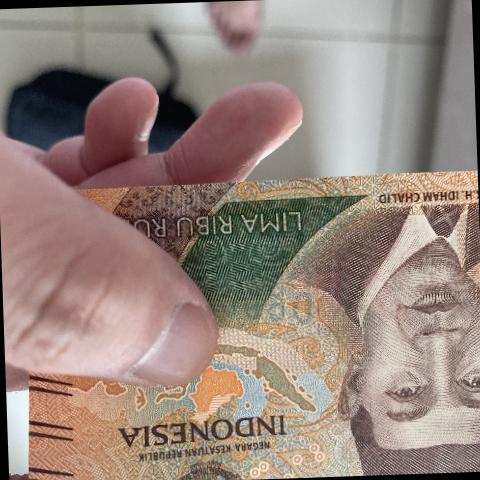 NEGARA KESATUAN REPUBLIK
INDONESIA
LIMA RIBU RU
H. IDHAM CHALID